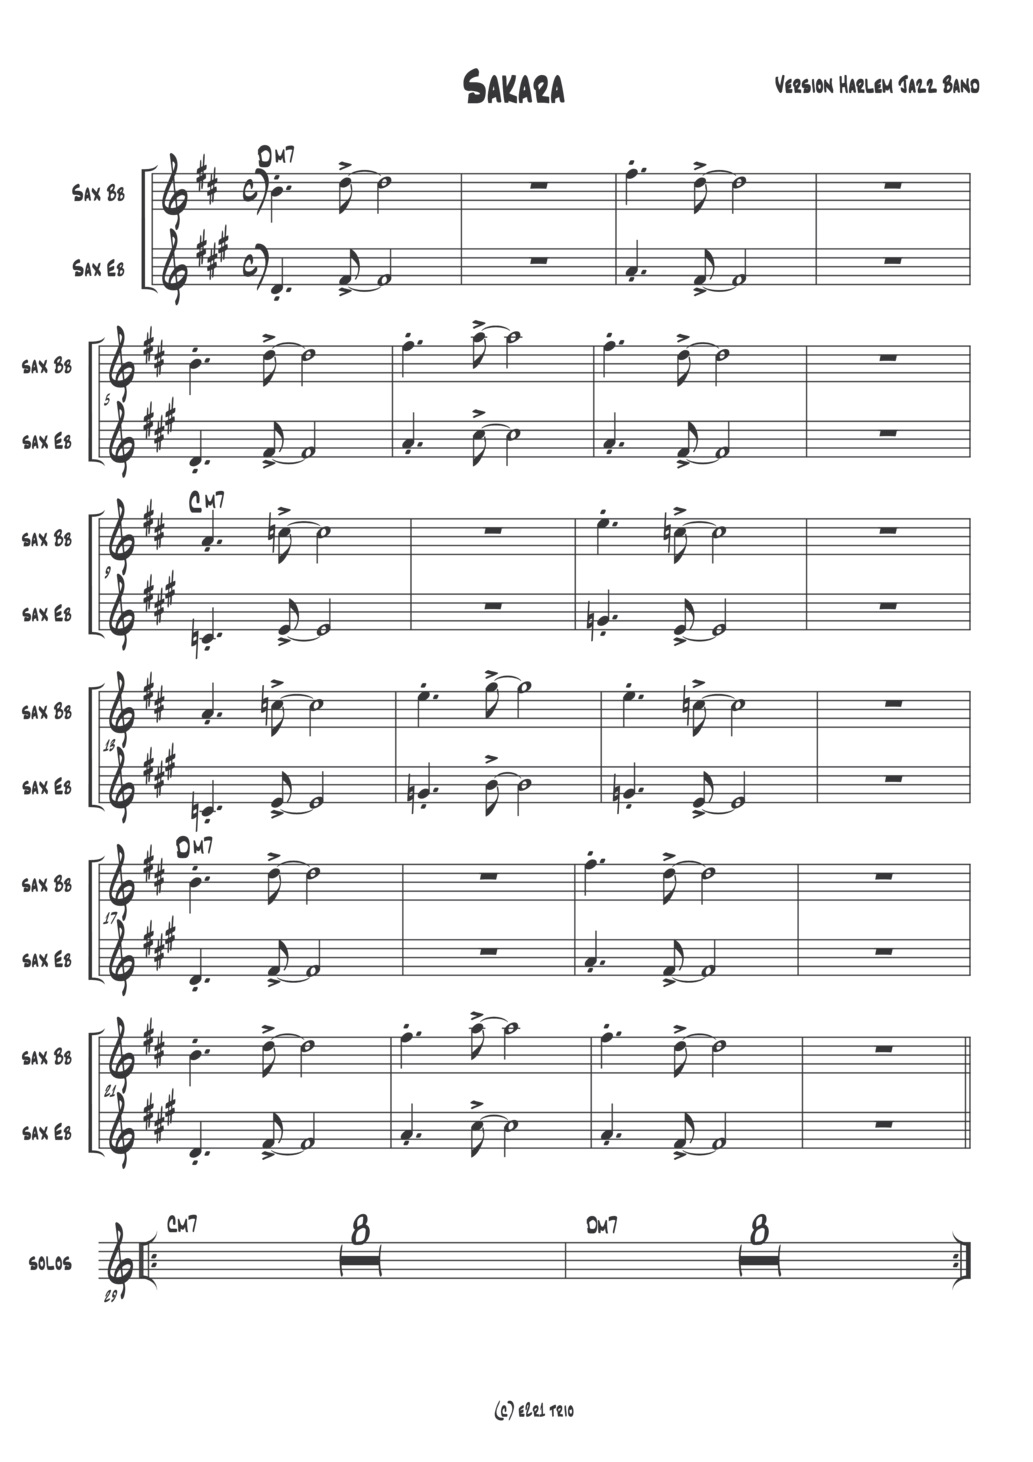 Sakara
Version Harlem Jazz Band
Dm7
Sax Bb
Sax Eb
sax Bb
5
sax Eb
Cm7
sax Bb
9
sax Eb
sax Bb
13
sax Eb
Dm7
sax Bb
17
sax Eb
sax Bb
21
sax Eb
Cm7 8 Dm7 8
solos
29
(c) e2r1 trio